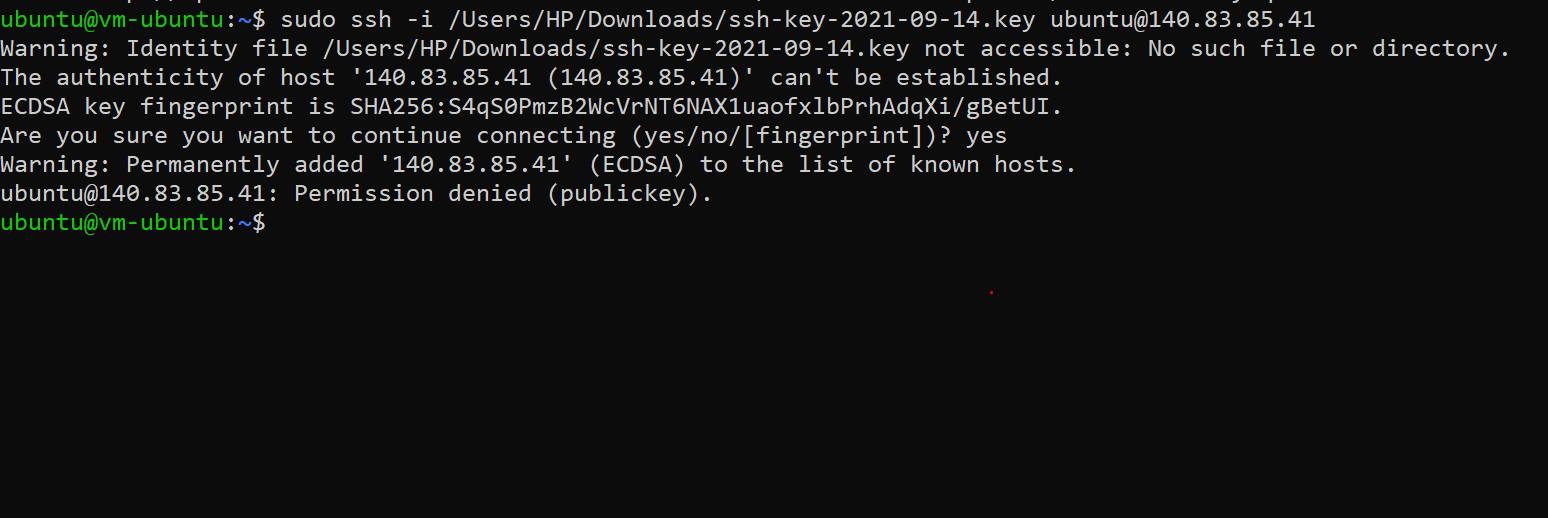 ubuntu@vm-ubuntu:~$ sudo ssh -i /Users/HP/Downloads/ssh-key-2021-09-14.key ubuntu@140.83.85.41
Warning: Identity file /Users/HP/Downloads/ssh-key-2021-09-14.key not accessible: No such file or directory.
The authenticity of host '140.83.85.41 (140.83.85.41)' can't be established.
ECDSA key fingerprint is SHA256:S4qS0PmzB2WcVrNT6NAX1uaofxlbPrhAdqXi/gBetUI.
Are you sure you want to continue connecting (yes/no/[fingerprint])? yes
Warning: Permanently added '140.83.85.41' (ECDSA) to the list of known hosts.
ubuntu@140.83.85.41: Permission denied (publickey).
ubuntu@vm-ubuntu:~$